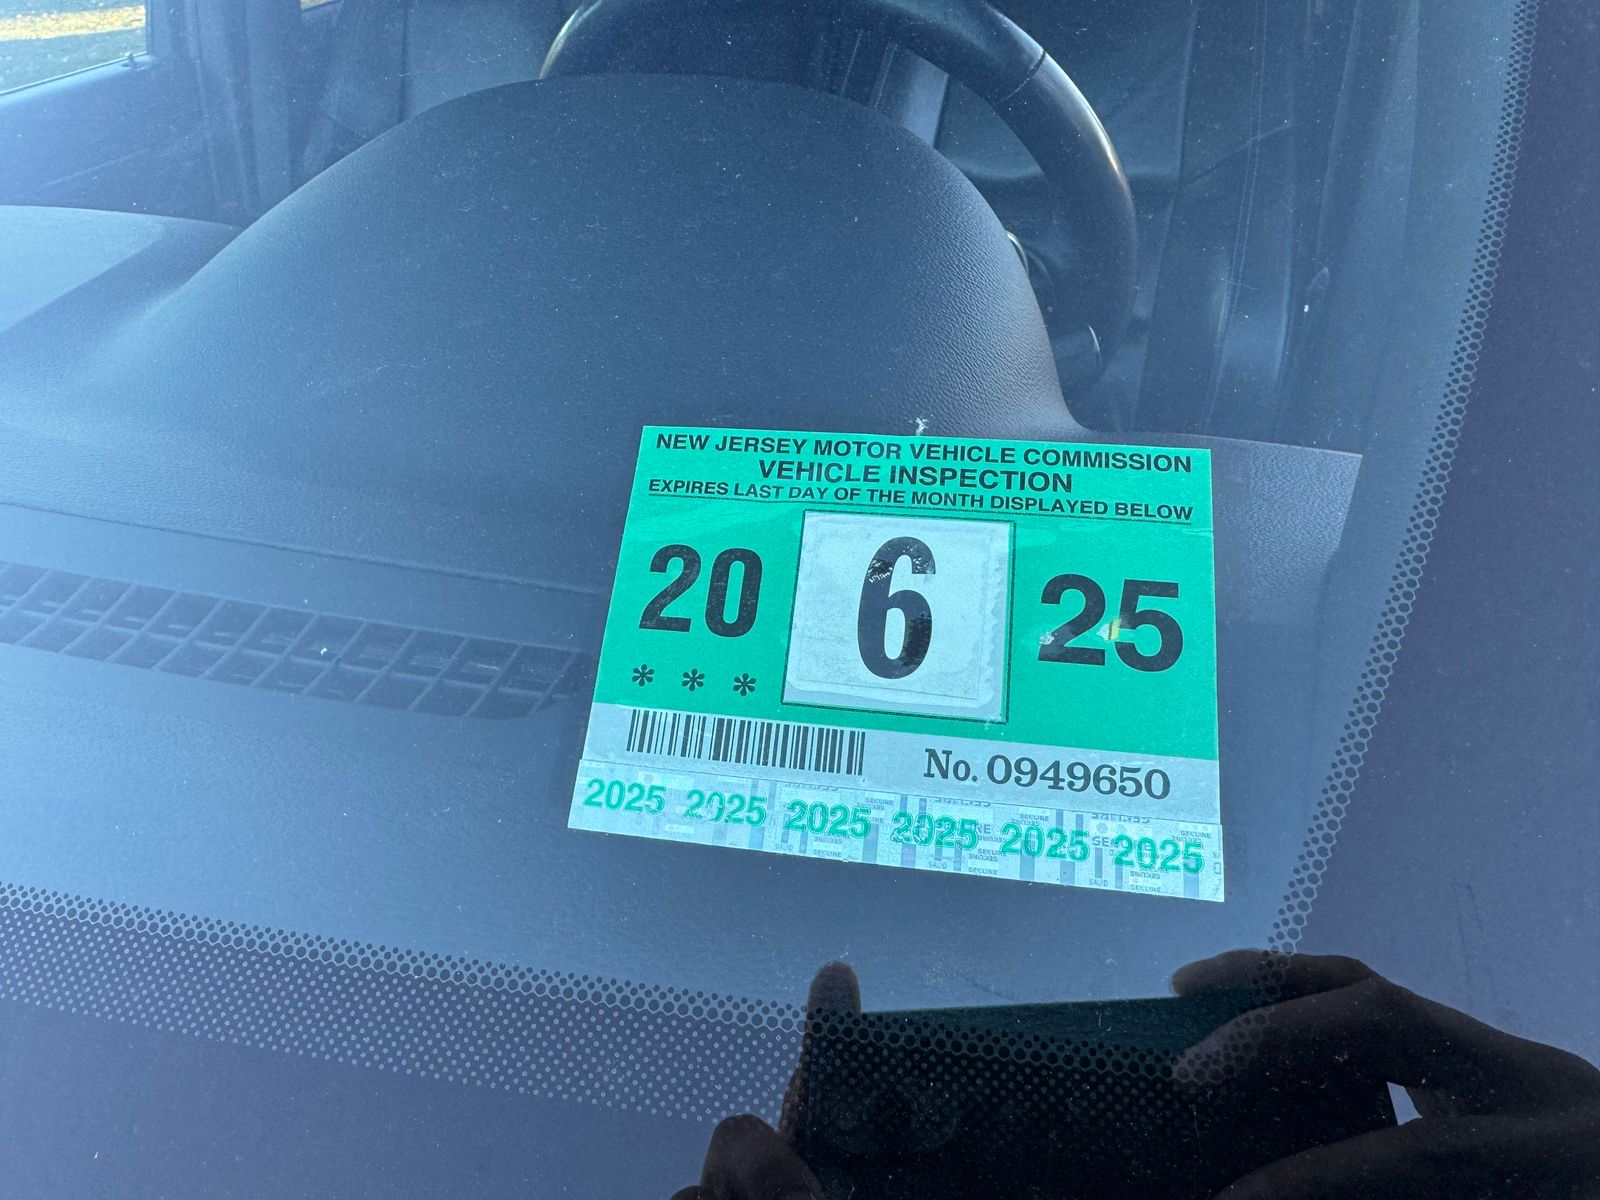 NEW JERSEY MOTOR VEHICLE COMMISSION
VEHICLE INSPECTION
EXPIRES LAST DAY OF THE MONTH DISPLAYED BELOW
20 6 25
* * *
No. 0949650
2025 2025 2025 2025 2025 2025